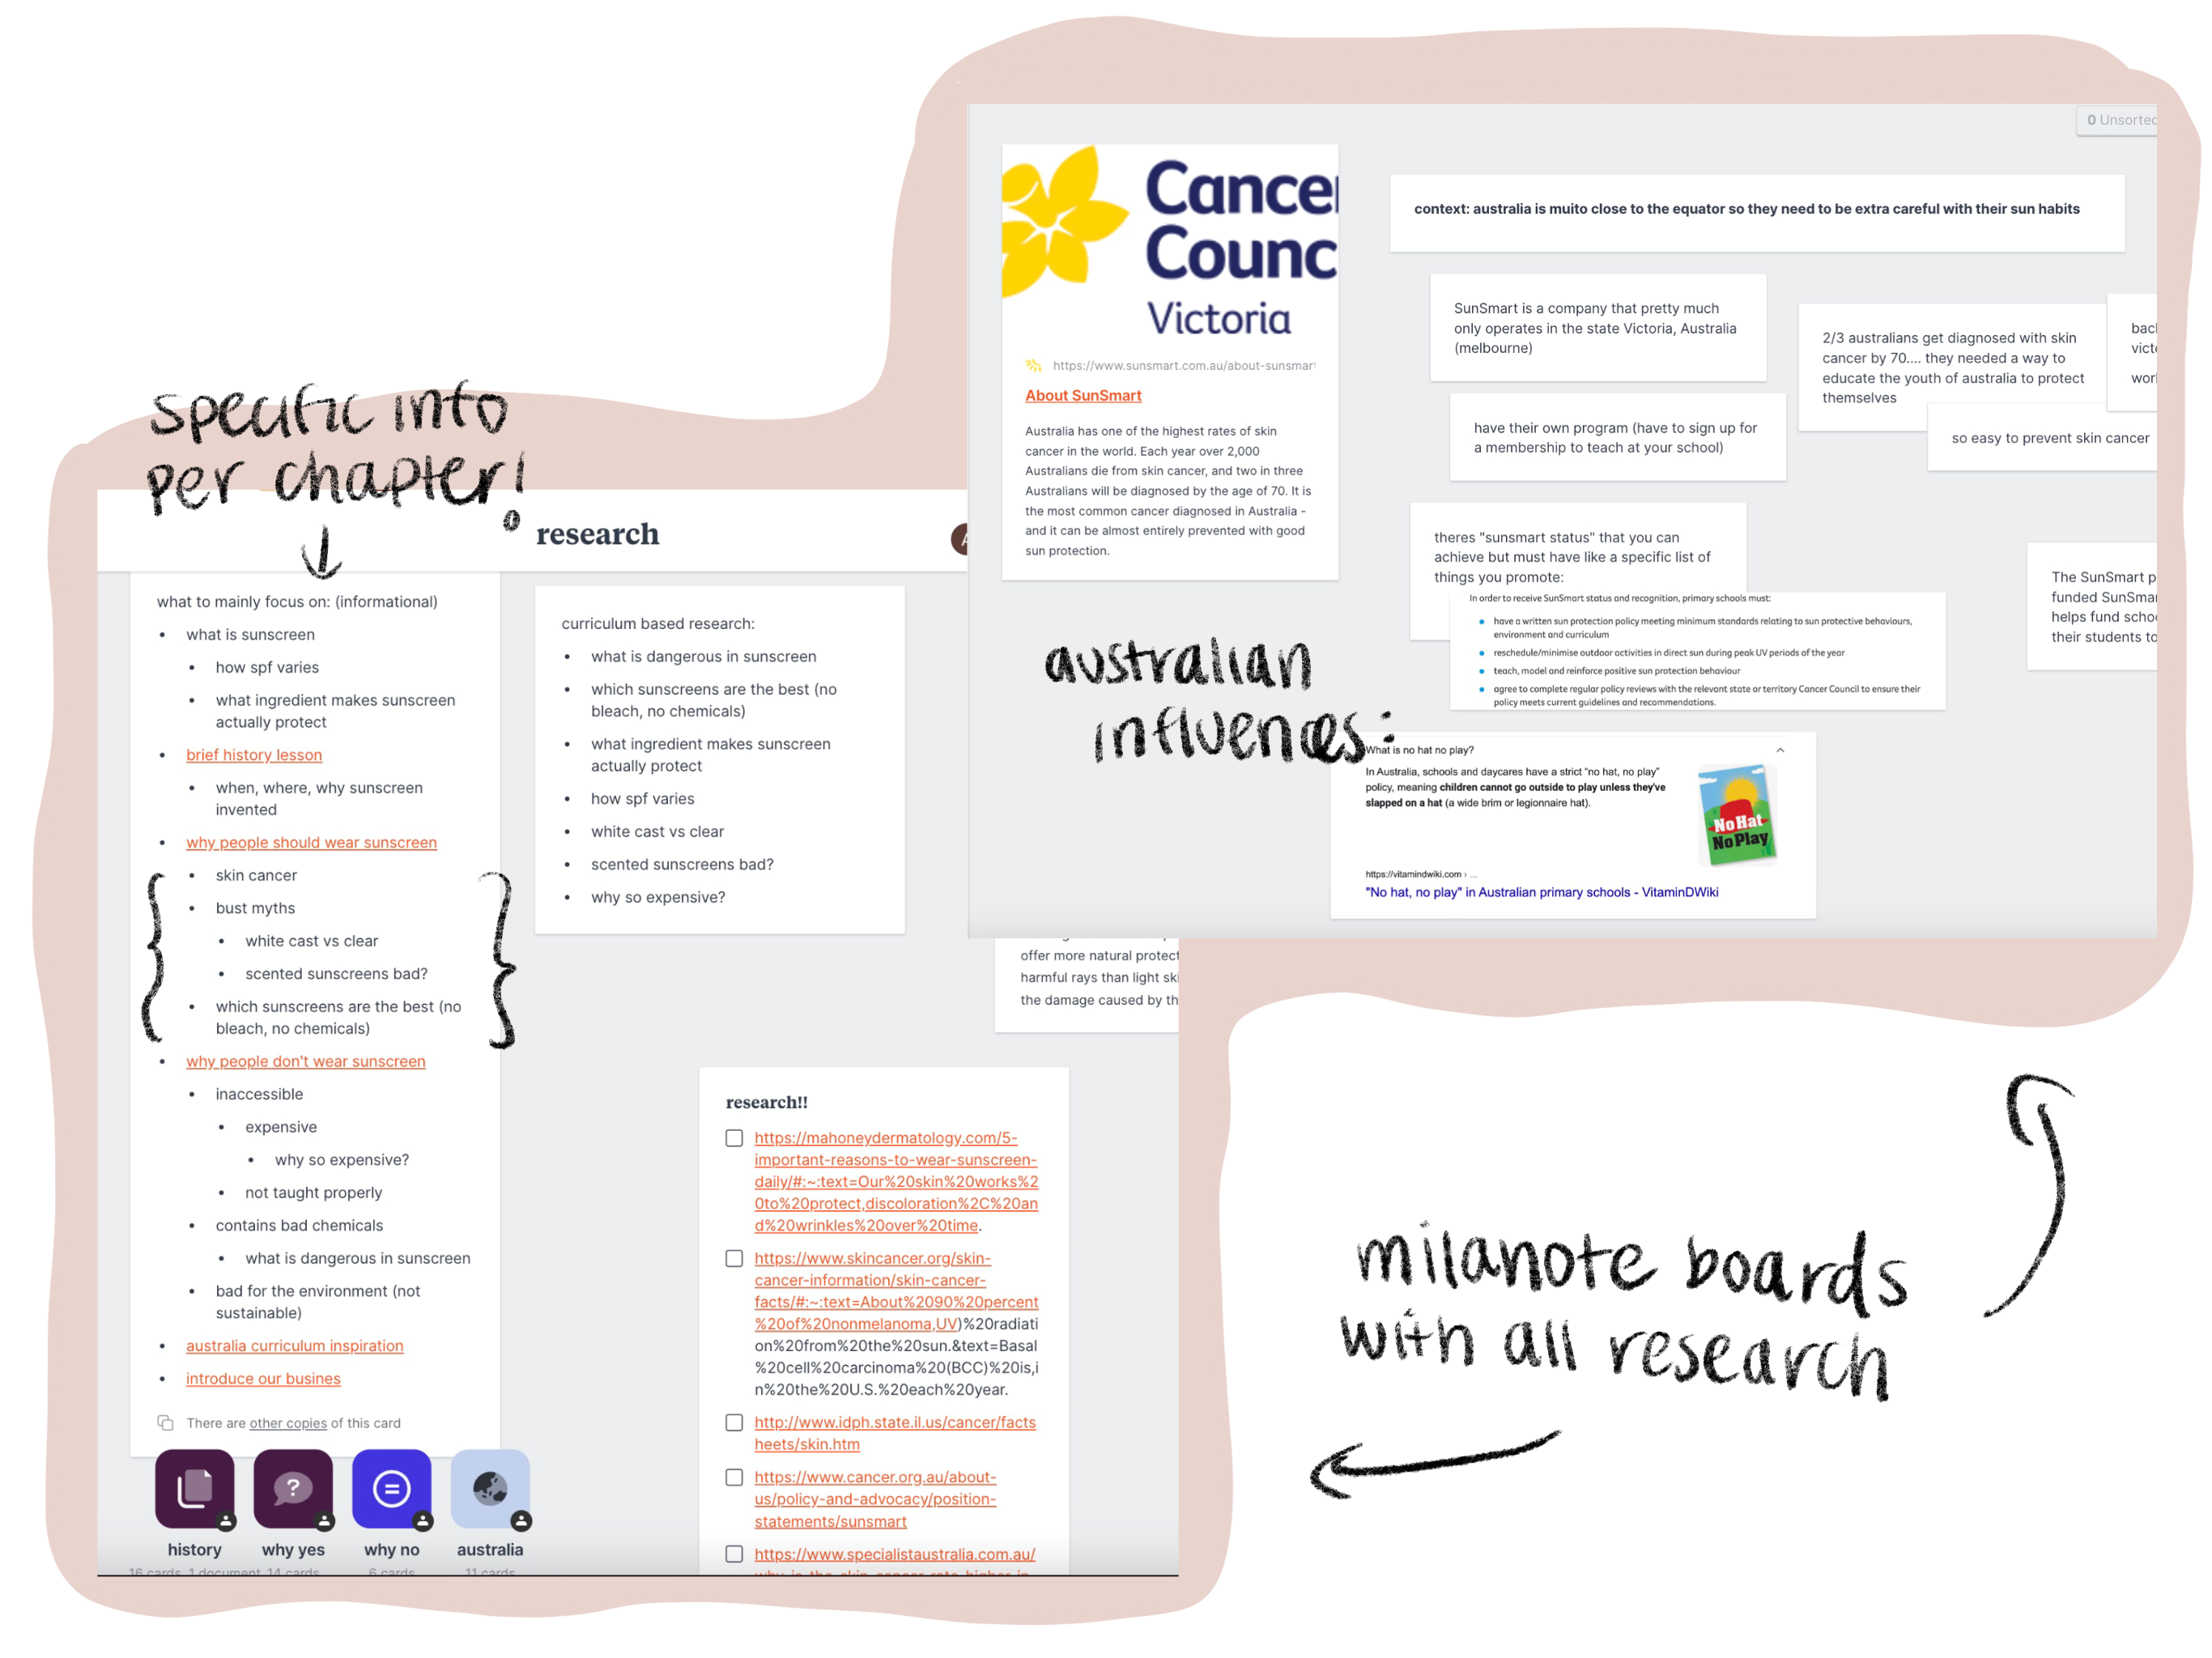 specific info
per chapter!
research
what to mainly focus on: (informational)
• what is sunscreen
• how spf varies
• what ingredient makes sunscreen
actually protect
• brief history lesson
• when, where, why sunscreen
invented
• why people should wear sunscreen
• skin cancer
• bust myths
• white cast vs clear
• scented sunscreens bad?
• which sunscreens are the best (no
bleach, no chemicals)
• why people don't wear sunscreen
• inaccessible
• expensive
• why so expensive?
• not taught properly
• contains bad chemicals
• what is dangerous in sunscreen
• bad for the environment (not
sustainable)
• australia curriculum inspiration
• introduce our busines
There are other copies of this card
history
why yes
why no
australia
16 cards, 1 document
14 cards
6 cards
11 cards
curriculum based research:
• what is dangerous in sunscreen
• which sunscreens are the best (no
bleach, no chemicals)
• what ingredient makes sunscreen
actually protect
• how spf varies
• white cast vs clear
• scented sunscreens bad?
• why so expensive?
offer more natural protect
harmful rays than light ski
the damage caused by th
research!!
https://mahoneydermatology.com/5-
important-reasons-to-wear-sunscreen-
daily/#:~:text=Our%20skin%20works%2
0to%20protect,discoloration%2C%20an
d%20wrinkles%20over%20time.
https://www.skincancer.org/skin-
cancer-information/skin-cancer-
facts/#:~:text=About%2090%20percent
%20of%20nonmelanoma,UV)%20radiati
on%20from%20the%20sun.&text=Basal
%20cell%20carcinoma%20(BCC)%20is,i
n%20the%20U.S.%20each%20year.
http://www.idph.state.il.us/cancer/facts
heets/skin.htm
https://www.cancer.org.au/about-
us/policy-and-advocacy/position-
statements/sunsmart
https://www.specialistaustralia.com.au/
why-is-the-skin-cancer-rate-higher-in
0 Unsorted
Cancer
Counc
Victoria
https://www.sunsmart.com.au/about-sunsmar
About SunSmart
Australia has one of the highest rates of skin
cancer in the world. Each year over 2,000
Australians die from skin cancer, and two in three
Australians will be diagnosed by the age of 70. It is
the most common cancer diagnosed in Australia -
and it can be almost entirely prevented with good
sun protection.
context: australia is muito close to the equator so they need to be extra careful with their sun habits
SunSmart is a company that pretty much
only operates in the state Victoria, Australia
(melbourne)
2/3 australians get diagnosed with skin
cancer by 70.... they needed a way to
educate the youth of australia to protect
themselves
bac
vict
wor
have their own program (have to sign up for
a membership to teach at your school)
so easy to prevent skin cancer
theres "sunsmart status" that you can
achieve but must have like a specific list of
things you promote:
In order to receive SunSmart status and recognition, primary schools must:
• have a written sun protection policy meeting minimum standards relating to sun protective behaviours,
environment and curriculum
• reschedule/minimise outdoor activities in direct sun during peak UV periods of the year
• teach, model and reinforce positive sun protection behaviour
• agree to complete regular policy reviews with the relevant state or territory Cancer Council to ensure their
policy meets current guidelines and recommendations.
The SunSmart p
funded SunSmar
helps fund scho
their students to
australian
influences:
What is no hat no play?
In Australia, schools and daycares have a strict "no hat, no play"
policy, meaning children cannot go outside to play unless they've
slapped on a hat (a wide brim or legionnaire hat).
No Hat
No Play
https://vitamindwiki.com › ...
"No hat, no play" in Australian primary schools - VitaminDWiki
milanote boards
with all research